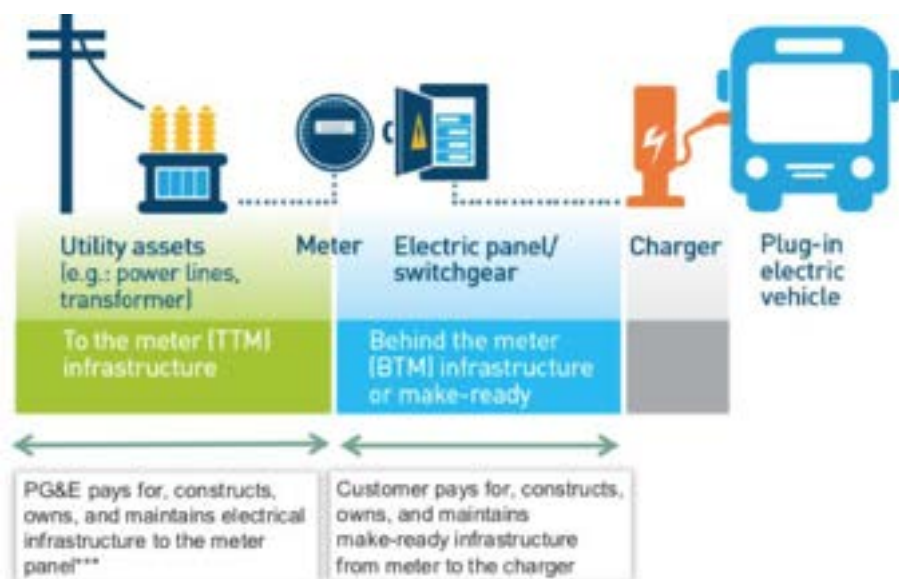 Utility assets
(e.g.: power lines,
transformer)
Meter
Electric panel/
switchgear
Charger
Plug-in
electric
vehicle
To the meter (TTM)
infrastructure
Behind the meter
(BTM) infrastructure
or make-ready
PG&E pays for, constructs,
owns, and maintains electrical
infrastructure to the meter
panel***
Customer pays for, constructs,
owns, and maintains
make-ready infrastructure
from meter to the charger